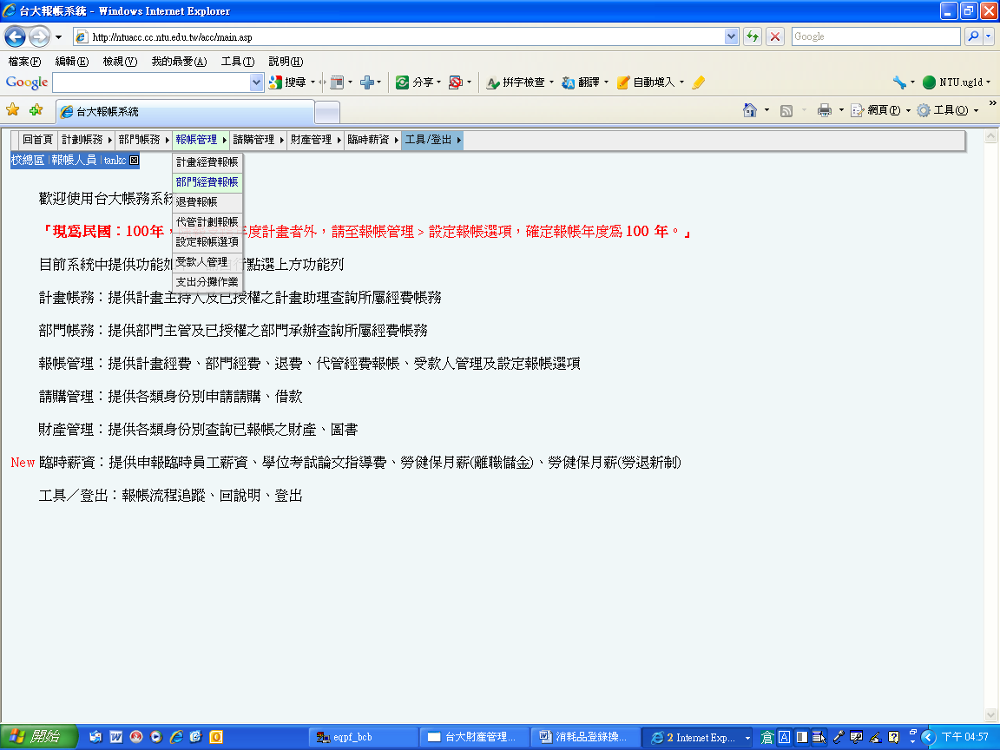 台大報帳系統 - Windows Internet Explorer
http://ntuacc.cc.ntu.edu.tw/acc/main.asp
Google
檔案(F) 編輯(E) 檢視(V) 我的最愛(A) 工具(T) 說明(H)
Google 搜尋 分享 拼字檢查 翻譯 自動填入 NTU.ug1d
台大報帳系統 網頁(P) 工具(O)
回首頁 計劃帳務 部門帳務 報帳管理 請購管理 財產管理 臨時薪資 工具/登出
校總區 | 報帳人員 | tankc
計畫經費報帳
部門經費報帳
退費報帳
代管計劃報帳
設定報帳選項
受款人管理
支出分攤作業
歡迎使用台大帳務系統
「現為民國:100年, 年度計畫者外,請至報帳管理 > 設定報帳選項,確定報帳年度為 100 年。」
目前系統中提供功能如 行點選上方功能列
計畫帳務:提供計畫主持人及已授權之計畫助理查詢所屬經費帳務
部門帳務:提供部門主管及已授權之部門承辦查詢所屬經費帳務
報帳管理:提供計畫經費、部門經費、退費、代管經費報帳、受款人管理及設定報帳選項
請購管理:提供各類身份別申請請購、借款
財產管理:提供各類身份別查詢已報帳之財產、圖書
New 臨時薪資:提供申報臨時員工薪資、學位考試論文指導費、勞健保月薪(離職儲金)、勞健保月薪(勞退新制)
工具/登出:報帳流程追蹤、回說明、登出
開始 eqpf_bcb 台大財產管理... 消耗品登錄操... 2 Internet Exp... 倉 A 下午 04:57